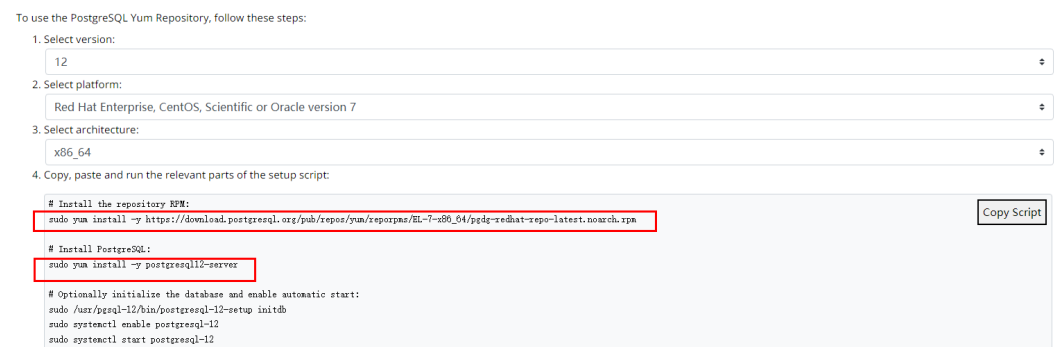 To use the PostgreSQL Yum Repository, follow these steps:
1. Select version:
12
2. Select platform:
Red Hat Enterprise, CentOS, Scientific or Oracle version 7
3. Select architecture:
x86_64
4. Copy, paste and run the relevant parts of the setup script:
# Install the repository RPM:
sudo yum install -y https://download.postgresql.org/pub/repos/yum/reporpms/EL-7-x86_64/pgdg-redhat-repo-latest.noarch.rpm
Copy Script
# Install PostgreSQL:
sudo yum install -y postgresql12-server
# Optionally initialize the database and enable automatic start:
sudo /usr/pgsql-12/bin/postgresql-12-setup initdb
sudo systemctl enable postgresql-12
sudo systemctl start postgresql-12